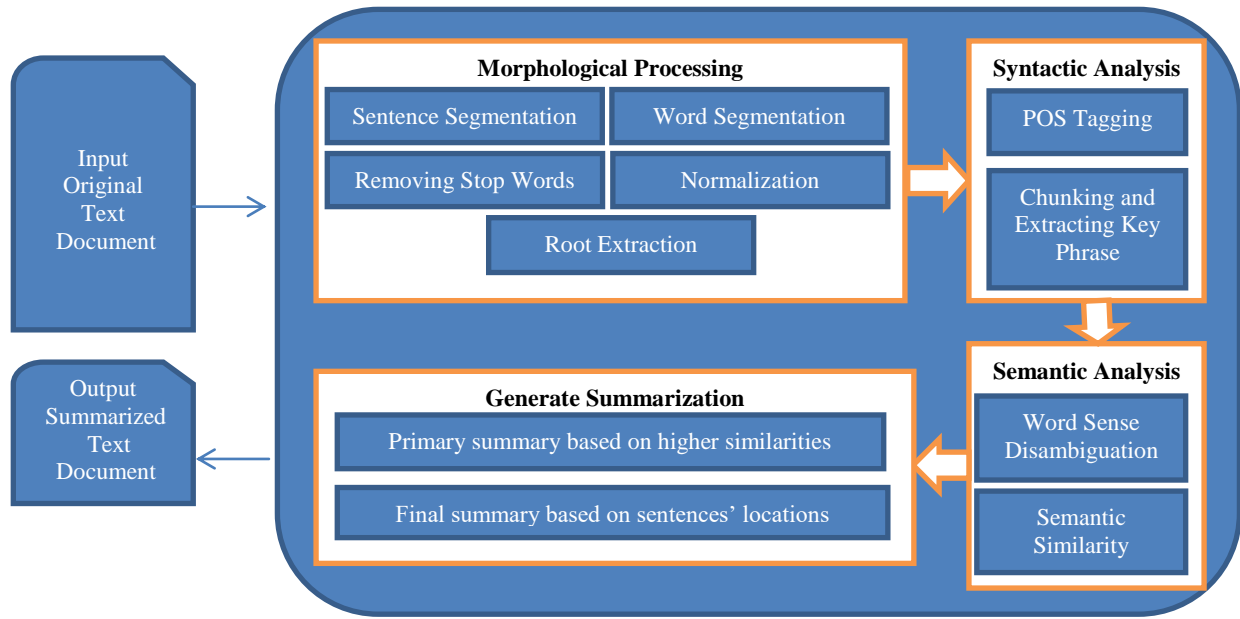 Input
Original
Text
Document
Morphological Processing
Sentence Segmentation
Word Segmentation
Removing Stop Words
Normalization
Root Extraction
Syntactic Analysis
POS Tagging
Chunking and
Extracting Key
Phrase
Semantic Analysis
Word Sense
Disambiguation
Semantic
Similarity
Generate Summarization
Primary summary based on higher similarities
Final summary based on sentences’ locations
Output
Summarized
Text
Document